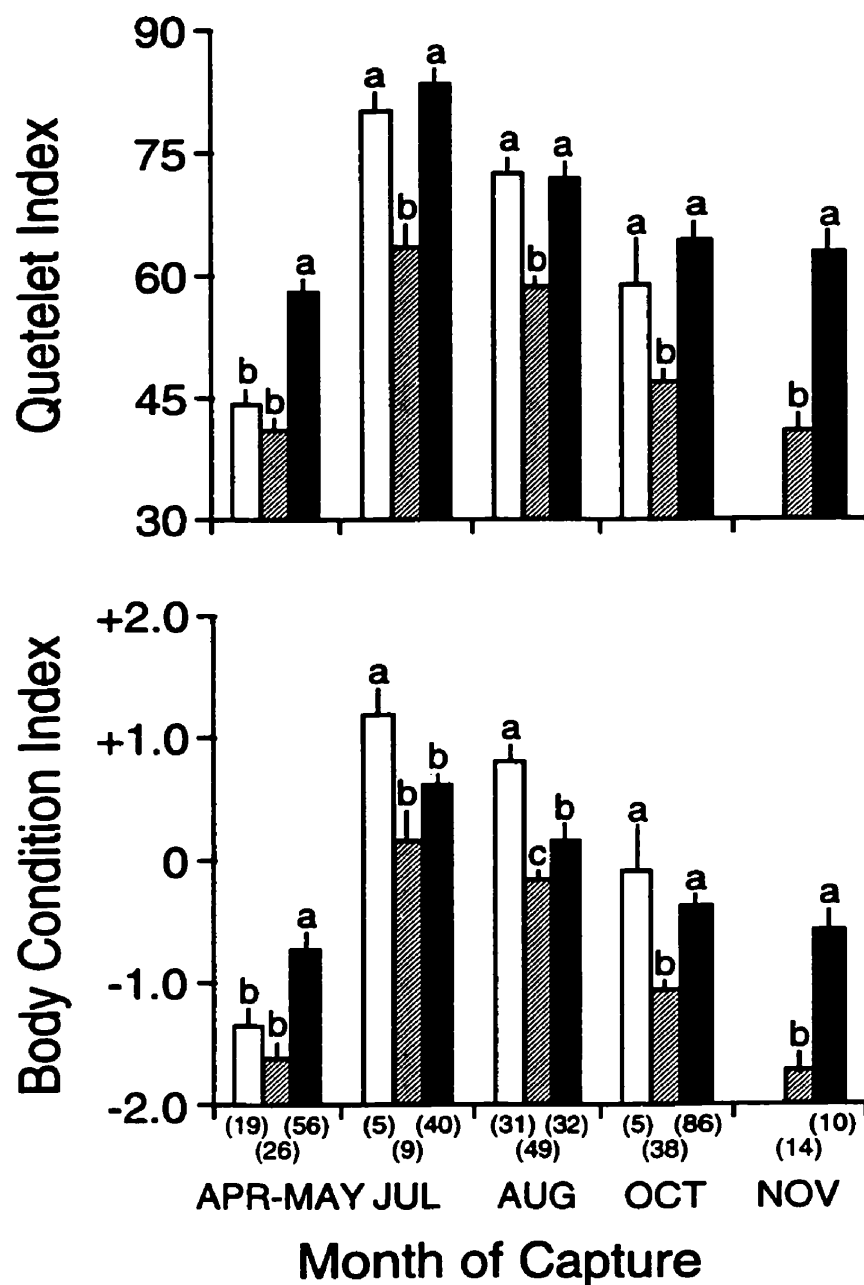 90
75
60
45
30
Quetelet Index
a a
b
b b a
a a
b
a a
b
a
b
+2.0
+1.0
0
-1.0
-2.0
Body Condition Index
a
b b
b b a
a
c b
a a
b
a
b
(19) (56) (5) (40) (31) (32) (5) (86) (10)
(26) (9) (49) (38) (14)
APR-MAY JUL AUG OCT NOV
Month of Capture